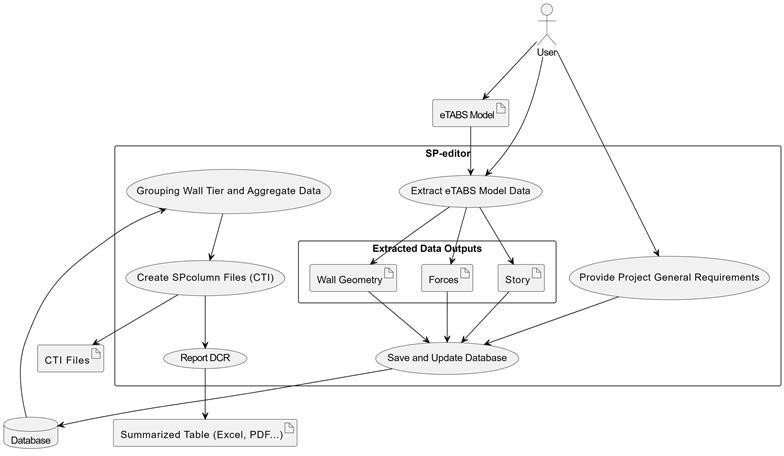 User
eTABS Model
SP-editor
Grouping Wall Tier and Aggregate Data
Extract eTABS Model Data
Extracted Data Outputs
Create SPcolumn Files (CTI)
Wall Geometry
Forces
Story
Provide Project General Requirements
CTI Files
Report DCR
Save and Update Database
Database
Summarized Table (Excel, PDF...)